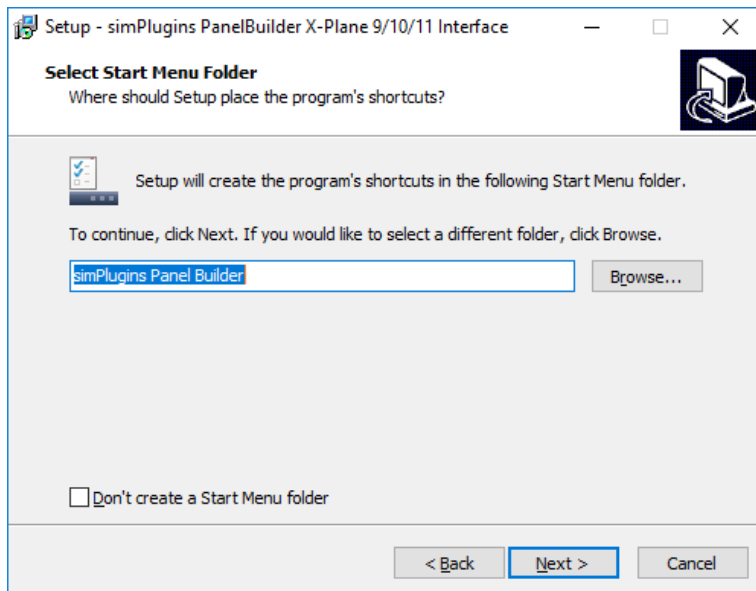 Setup - simPlugins PanelBuilder X-Plane 9/10/11 Interface
Select Start Menu Folder
Where should Setup place the program's shortcuts?
Setup will create the program's shortcuts in the following Start Menu folder.
To continue, click Next. If you would like to select a different folder, click Browse.
simPlugins Panel Builder
Browse...
Don't create a Start Menu folder
< Back
Next >
Cancel